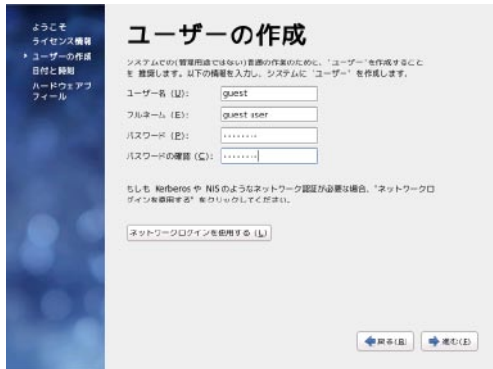 ようこそ
ライセンス情報
ユーザーの作成
日付と時刻
ハードウェアプロ
フィール
ユーザーの作成
システムでの(管理用途ではない)普通の作業のために、'ユーザー'を作成すること
を 推奨します。以下の情報を入力し、システムに 'ユーザー' を作成します。
ユーザー名 (U):
guest
フルネーム (E):
guest user
パスワード (P):
パスワードの確認 (C):
もしも Kerberos や NIS のようなネットワーク認証が必要な場合、'ネットワークロ
グインを使用する' をクリックしてください。
ネットワークログインを使用する (L)
戻る(B)
進む(F)